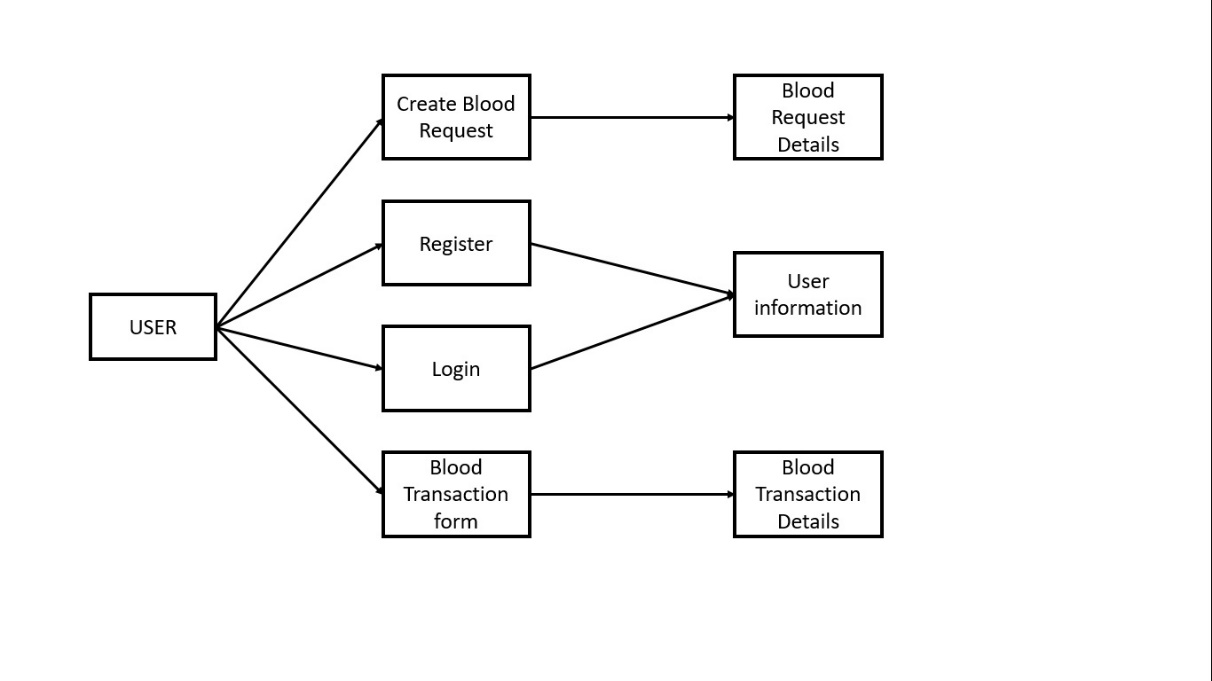 Create Blood
Request
Blood
Request
Details
Register
User
information
USER
Login
Blood
Transaction
form
Blood
Transaction
Details